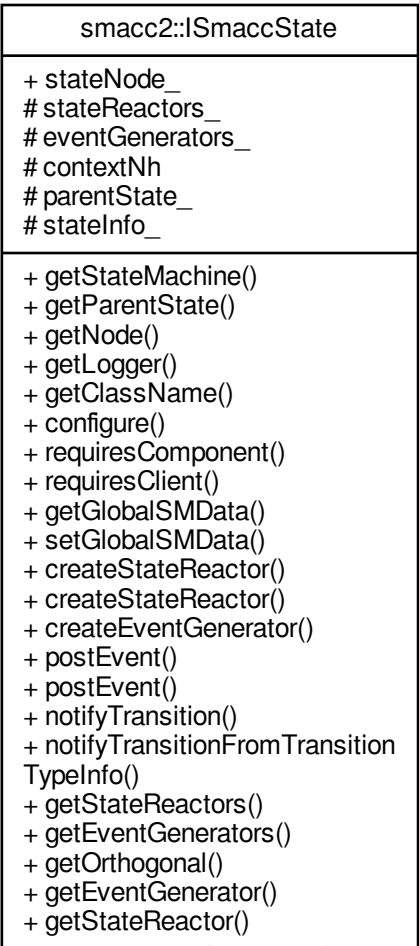 smacc2::ISmaccState
+ stateNode_
# stateReactors_
# eventGenerators_
# contextNh
# parentState_
# stateInfo_
+ getStateMachine()
+ getParentState()
+ getNode()
+ getLogger()
+ getClassName()
+ configure()
+ requiresComponent()
+ requiresClient()
+ getGlobalSMData()
+ setGlobalSMData()
+ createStateReactor()
+ createStateReactor()
+ createEventGenerator()
+ postEvent()
+ postEvent()
+ notifyTransition()
+ notifyTransitionFromTransition
TypeInfo()
+ getStateReactors()
+ getEventGenerators()
+ getOrthogonal()
+ getEventGenerator()
+ getStateReactor()